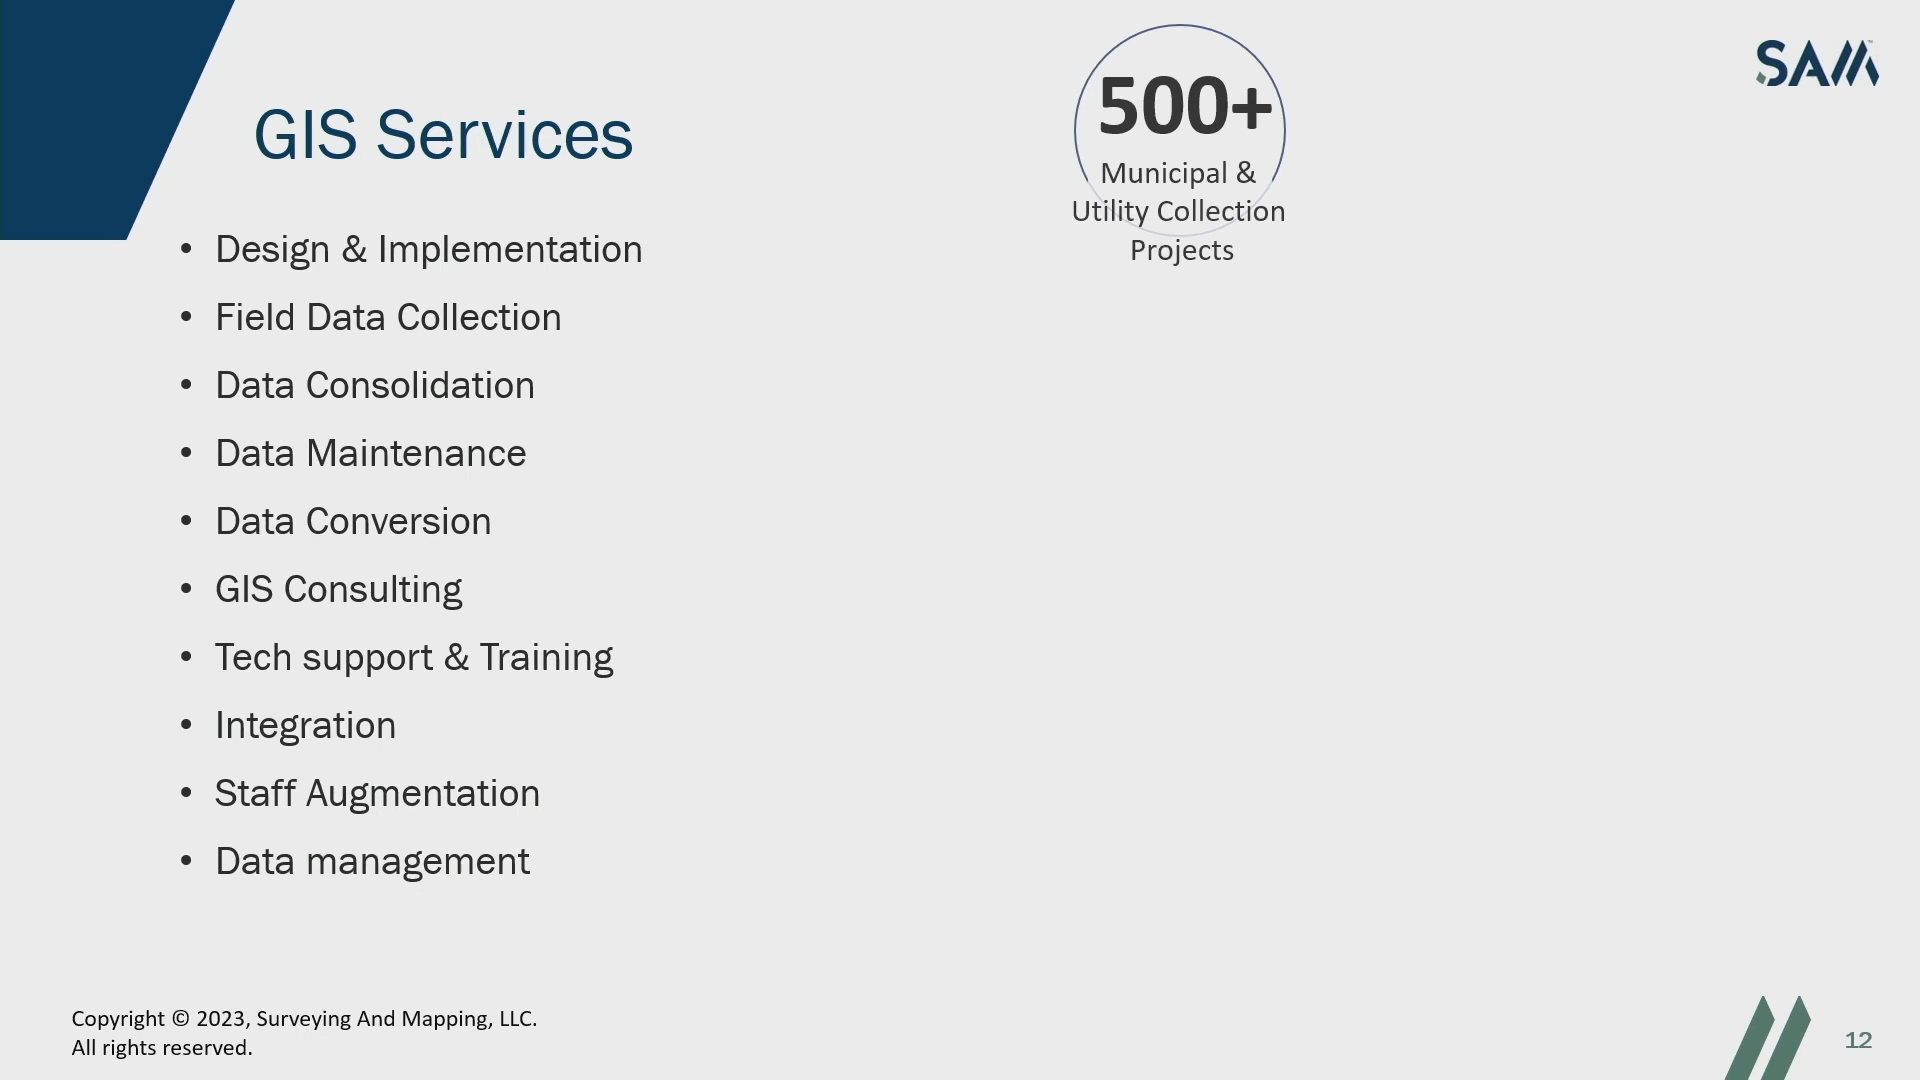 GIS Services
• Design & Implementation
• Field Data Collection
• Data Consolidation
• Data Maintenance
• Data Conversion
• GIS Consulting
• Tech support & Training
• Integration
• Staff Augmentation
• Data management
500+
Municipal &
Utility Collection
Projects
SAM
Copyright © 2023, Surveying And Mapping, LLC.
All rights reserved.
12